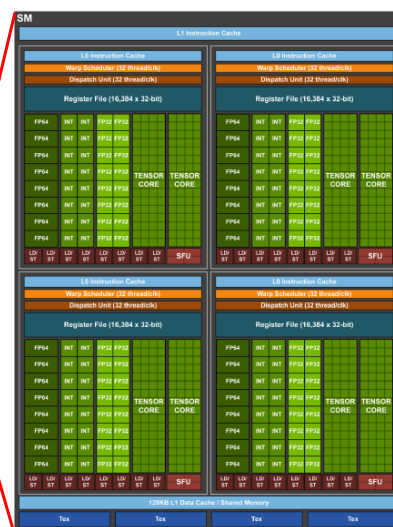 SM
L1 Instruction Cache
L0 Instruction Cache L0 Instruction Cache
Warp Scheduler (32 thread/clk) Warp Scheduler (32 thread/clk)
Dispatch Unit (32 thread/clk) Dispatch Unit (32 thread/clk)
Register File (16,384 x 32-bit) Register File (16,384 x 32-bit)
FP64 INT INT FP32 FP32 FP64 INT INT FP32 FP32
FP64 INT INT FP32 FP32 FP64 INT INT FP32 FP32
FP64 INT INT FP32 FP32 FP64 INT INT FP32 FP32
FP64 INT INT FP32 FP32 TENSOR CORE TENSOR CORE FP64 INT INT FP32 FP32 TENSOR CORE TENSOR CORE
FP64 INT INT FP32 FP32 FP64 INT INT FP32 FP32
FP64 INT INT FP32 FP32 FP64 INT INT FP32 FP32
FP64 INT INT FP32 FP32 FP64 INT INT FP32 FP32
FP64 INT INT FP32 FP32 FP64 INT INT FP32 FP32
LD/ST LD/ST LD/ST LD/ST LD/ST LD/ST LD/ST LD/ST SFU LD/ST LD/ST LD/ST LD/ST LD/ST LD/ST LD/ST LD/ST SFU
L0 Instruction Cache L0 Instruction Cache
Warp Scheduler (32 thread/clk) Warp Scheduler (32 thread/clk)
Dispatch Unit (32 thread/clk) Dispatch Unit (32 thread/clk)
Register File (16,384 x 32-bit) Register File (16,384 x 32-bit)
FP64 INT INT FP32 FP32 FP64 INT INT FP32 FP32
FP64 INT INT FP32 FP32 FP64 INT INT FP32 FP32
FP64 INT INT FP32 FP32 FP64 INT INT FP32 FP32
FP64 INT INT FP32 FP32 TENSOR CORE TENSOR CORE FP64 INT INT FP32 FP32 TENSOR CORE TENSOR CORE
FP64 INT INT FP32 FP32 FP64 INT INT FP32 FP32
FP64 INT INT FP32 FP32 FP64 INT INT FP32 FP32
FP64 INT INT FP32 FP32 FP64 INT INT FP32 FP32
FP64 INT INT FP32 FP32 FP64 INT INT FP32 FP32
LD/ST LD/ST LD/ST LD/ST LD/ST LD/ST LD/ST LD/ST SFU LD/ST LD/ST LD/ST LD/ST LD/ST LD/ST LD/ST LD/ST SFU
128KB L1 Data Cache / Shared Memory
Tex Tex Tex Tex